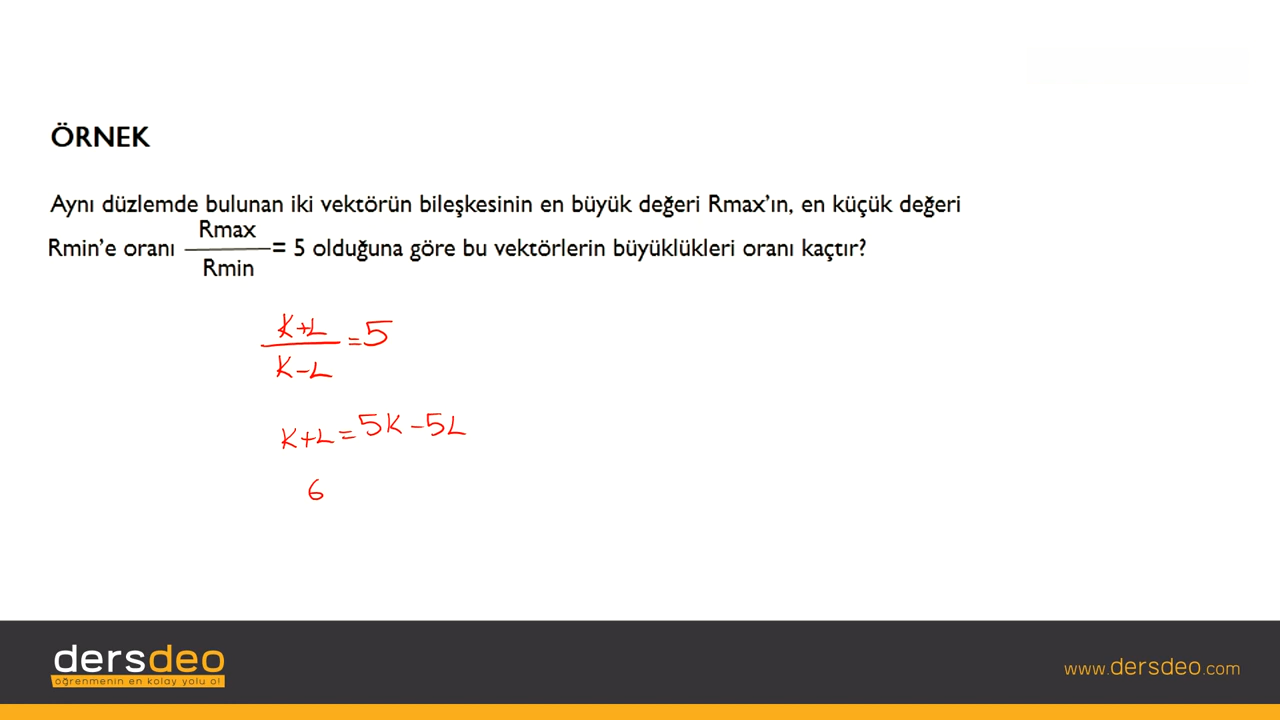 ÖRNEK
Aynı düzlemde bulunan iki vektörün bileşkesinin en büyük değeri Rmax’ın, en küçük değeri
Rmin’e oranı Rmax / Rmin = 5 olduğuna göre bu vektörlerin büyüklükleri oranı kaçtır?
K+L / K-L = 5
K+L = 5K - 5L
6
dersdeo
öğrenmenin en kolay yolu o!
www.dersdeo.com